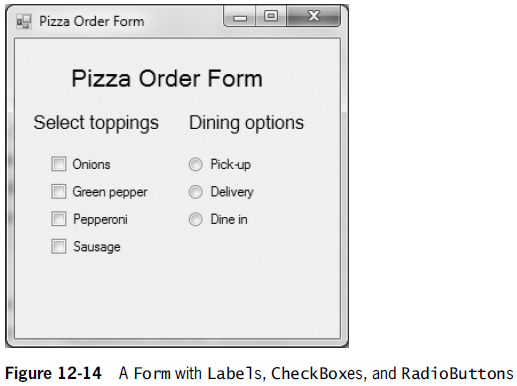 Pizza Order Form
Pizza Order Form
Select toppings Dining options
Onions Pick-up
Green pepper Delivery
Pepperoni Dine in
Sausage
Figure 12-14 A Form with Labels, CheckBoxes, and RadioButtons